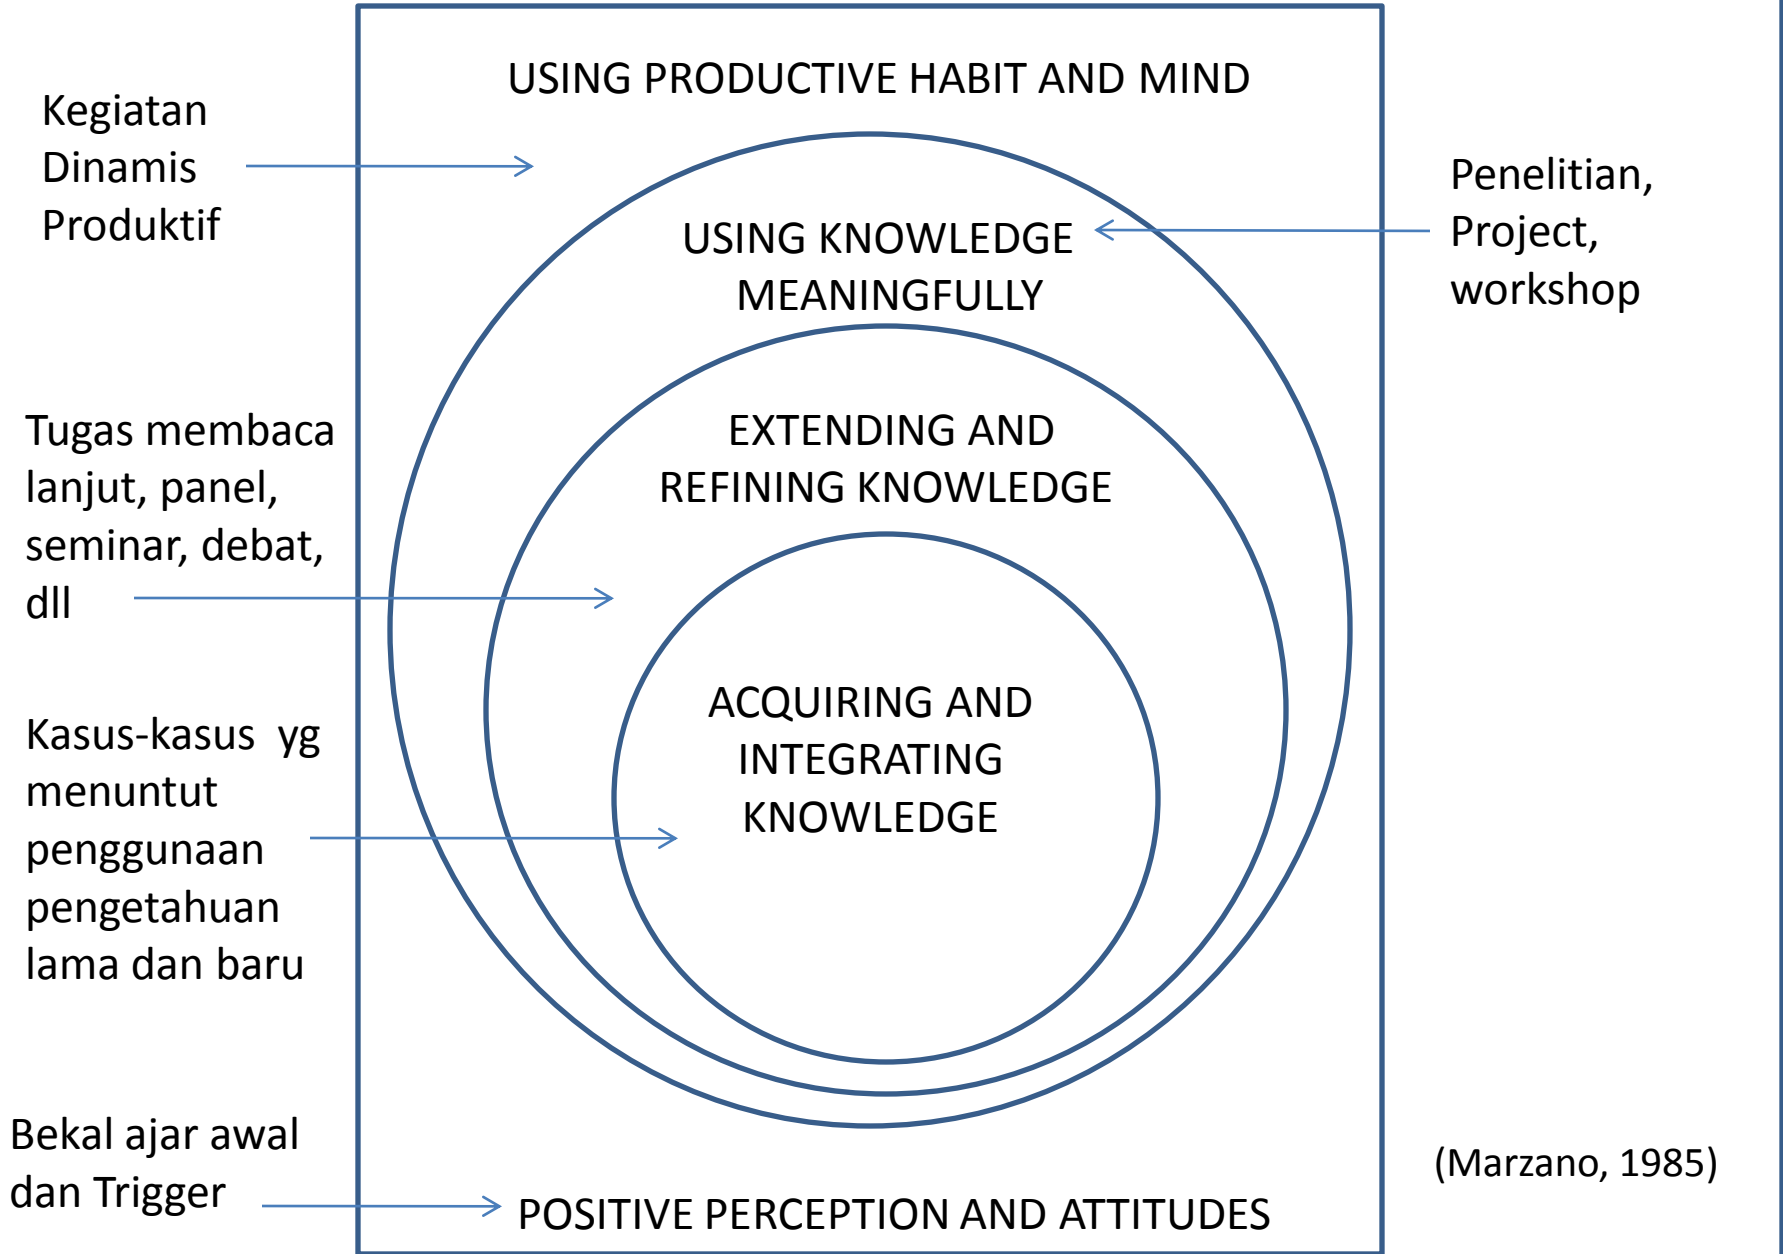 USING PRODUCTIVE HABIT AND MIND
Kegiatan
Dinamis
Produktif
Penelitian,
Project,
workshop
USING KNOWLEDGE
MEANINGFULLY
Tugas membaca
lanjut, panel,
seminar, debat,
dll
EXTENDING AND
REFINING KNOWLEDGE
Kasus-kasus yg
menuntut
penggunaan
pengetahuan
lama dan baru
ACQUIRING AND
INTEGRATING
KNOWLEDGE
Bekal ajar awal
dan Trigger
POSITIVE PERCEPTION AND ATTITUDES
(Marzano, 1985)